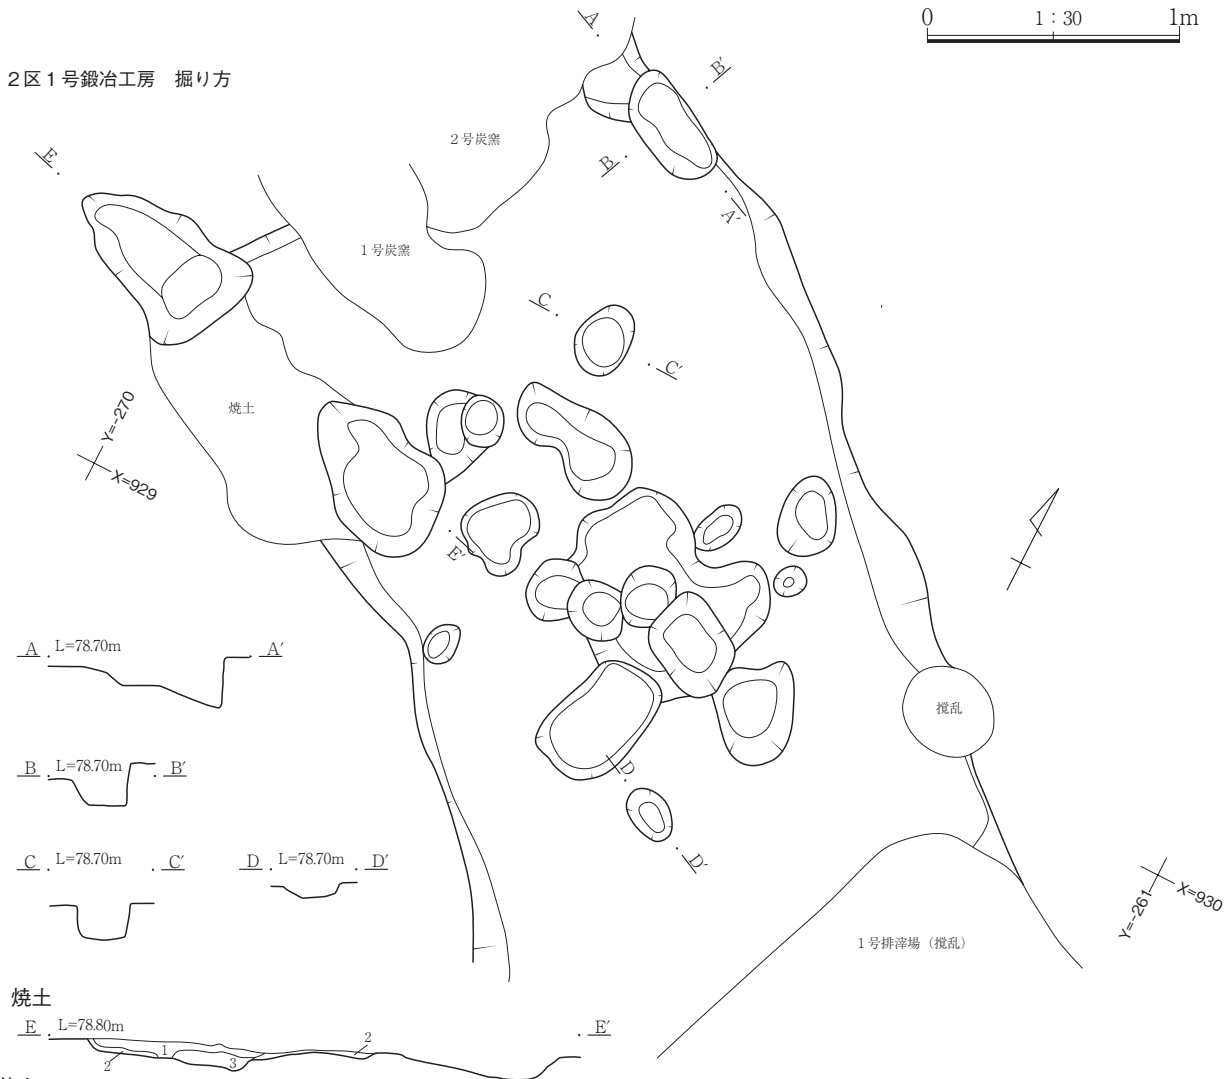 0 1：30 1m
２区１号鍛冶工房　掘り方
A
B′
２号炭窯
E
B
A′
１号炭窯
C
C′
焼土
Y=-270
X=929
E′
A L=78.70m A′
撹乱
B L=78.70m B′
D
C L=78.70m C′
D L=78.70m D′
D′
Y=-261
X=930
１号排滓場（撹乱）
焼土
E L=78.80m E′
2
1
3
2